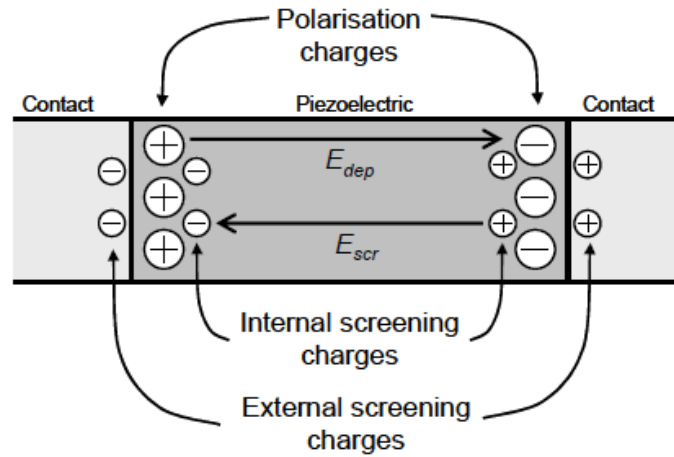 Polarisation
charges
Contact
Piezoelectric
Contact
E_dep
E_scr
Internal screening
charges
External screening
charges